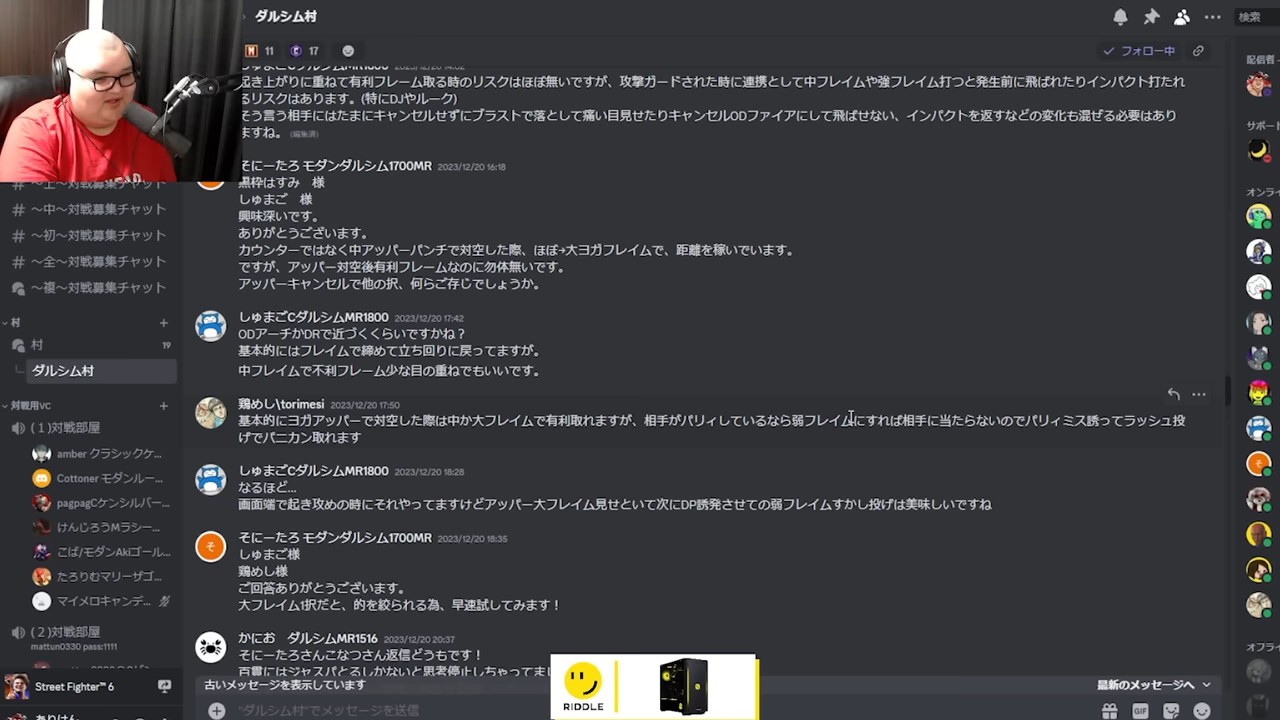 ダルシム村
検索
11
17
フォロー中
起き上がりに重ねて有利フレーム取る時のリスクはほぼ無いですが、攻撃ガードされた時に連携として中フレイムや強フレイム打つと発生前に飛ばれたりインパクト打たれ
るリスクはあります。(特にDJやルーク)
そう言う相手にはたまにキャンセルせずにブラストで落として痛い目見せたりキャンセルODファイアにして飛ばせない、インパクトを返すなどの変化も混ぜる必要はあり
ますね。(編集済)
そにーたろ モダンダルシム1700MR 2023/12/20 16:18
黒枠はすみ 様
しゅまご 様
興味深いです。
ありがとうございます。
カウンターではなく中アッパーパンチで対空した際、ほぼ→大ヨガフレイムで、距離を稼いでいます。
ですが、アッパー対空後有利フレームなのに勿体無いです。
アッパーキャンセルで他の択、何らご存じでしょうか。
しゅまごCダルシムMR1800 2023/12/20 17:42
ODアーチかDRで近づくくらいですかね？
基本的にはフレイムで締めて立ち回りに戻ってますが。
中フレイムで不利フレーム少な目の重ねでもいいです。
鶏めし\torimesi 2023/12/20 17:50
基本的にヨガアッパーで対空した際は中か大フレイムで有利取れますが、相手がパリィしているなら弱フレイムにすれば相手に当たらないのでパリィミス誘ってラッシュ投
げでパニカン取れます
しゅまごCダルシムMR1800 2023/12/20 18:28
なるほど...
画面端で起き攻めの時にそれやってますけどアッパー大フレイム見せといて次にDP誘発させての弱フレイムすかし投げは美味しいですね
そにーたろ モダンダルシム1700MR 2023/12/20 18:35
しゅまご様
鶏めし様
ご回答ありがとうございます。
大フレイム1択だと、的を絞られる為、早速試してみます！
かにお ダルシムMR1516 2023/12/20 20:37
そにーたろさんこなつさん返信どうもです！
百貫にはジャスパとるしかないと思考停止しちゃってまし
古いメッセージを表示しています
最新のメッセージへ
"ダルシム村"でメッセージを送信
GIF
# ～上～対戦募集チャット
# ～中～対戦募集チャット
# ～初～対戦募集チャット
# ～全～対戦募集チャット
～複～対戦募集チャット
村
村
19
ダルシム村
対戦用VC
(１)対戦部屋
amber クラシックケ...
Cottoner モダンルー...
pagpagCケンシルバー...
けんじろうMラシー...
こば/モダンAkiゴール...
たろりむマリーザゴ...
マイメロキャンデ...
(２)対戦部屋
mattun0330 pass:1111
Street Fighter™ 6
配信者
サポート
オンライ
オフライ
RIDDLE